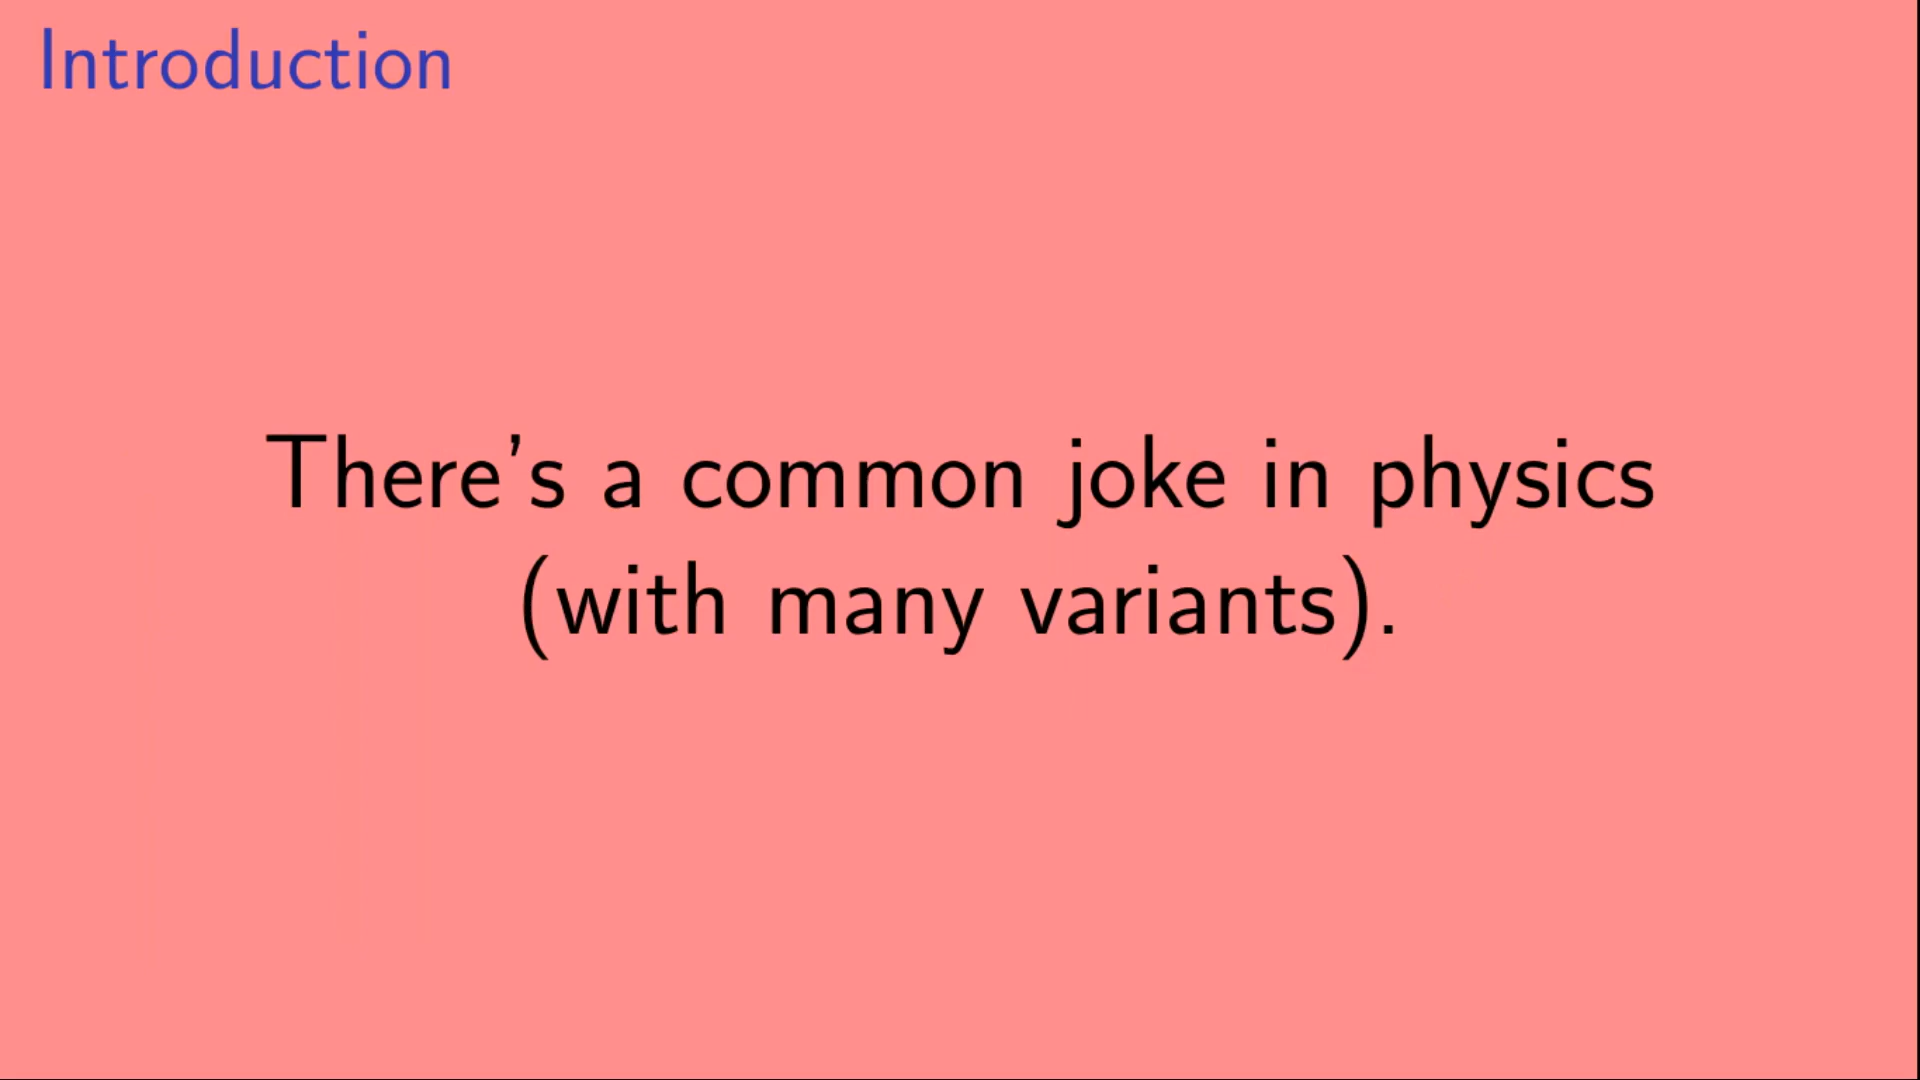 Introduction
There's a common joke in physics
(with many variants).